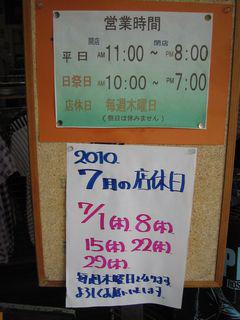 営業時間
開店 閉店
平日 AM 11:00 ~ PM 8:00
日祭日 AM 10:00 ~ PM 7:00
店休日 毎週木曜日
(祭日は休みません)
2010.
7月の店休日
7/1(木) 8(木)
15(木) 22(木)
29(木)
毎週木曜日となります
よろしくお願いいたします